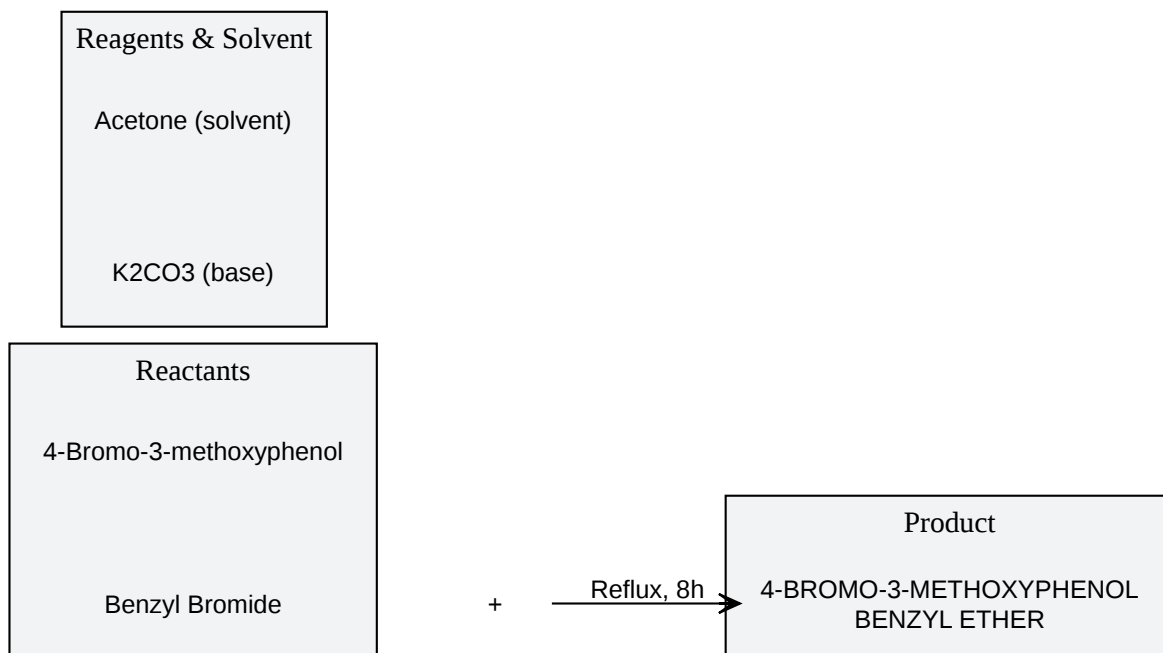 Reagents & Solvent
Acetone (solvent)
K2CO3 (base)
Reactants
4-Bromo-3-methoxyphenol
Benzyl Bromide
+
Reflux, 8h
Product
4-BROMO-3-METHOXYPHENOL
BENZYL ETHER